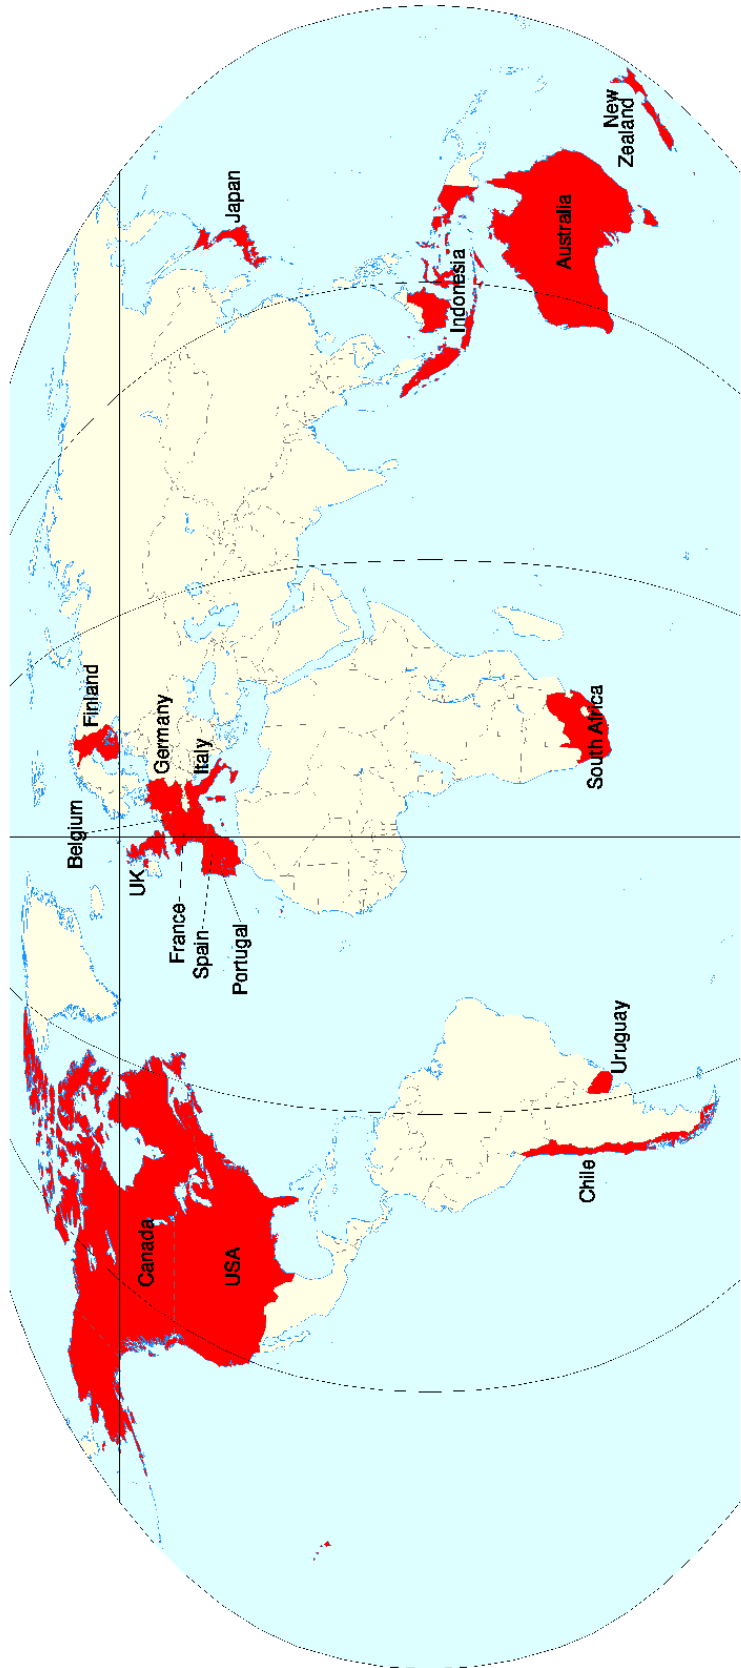 Canada
USA
Chile
Uruguay
Belgium
UK
France
Spain
Portugal
Finland
Germany
Italy
South Africa
Japan
Indonesia
Australia
New
Zealand